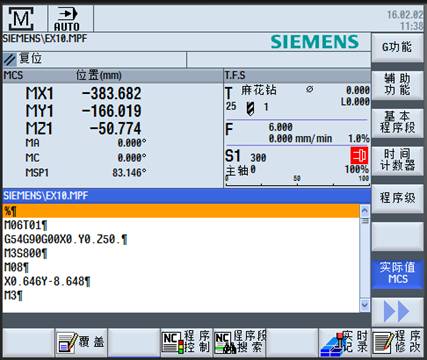 M
AUTO
16.02.02
11:38
SIEMENS\EX10.MPF
SIEMENS
复位
MCS 位置(mm)
MX1 -383.682
MY1 -166.019
MZ1 -50.774
MA 0.000°
MC 0.000°
MSP1 83.146°
T.F.S
T 麻花钻 ⌀ 0.000
L0.000
25 1
F 6.000
0.000 mm/min 1.0%
S1 300
主轴0 100%
0 50 100
SIEMENS\EX10.MPF
%¶
M06T01¶
G54G90G00X0.Y0.Z50.¶
M3S800¶
M08¶
X0.646Y-8.648¶
M3¶
G功能
辅助
功能
基本
程序段
时间
计数器
程序级
实际值
MCS
覆盖
NC 程序
控制
NC 程序段
搜索
实时
记录
程序
修改